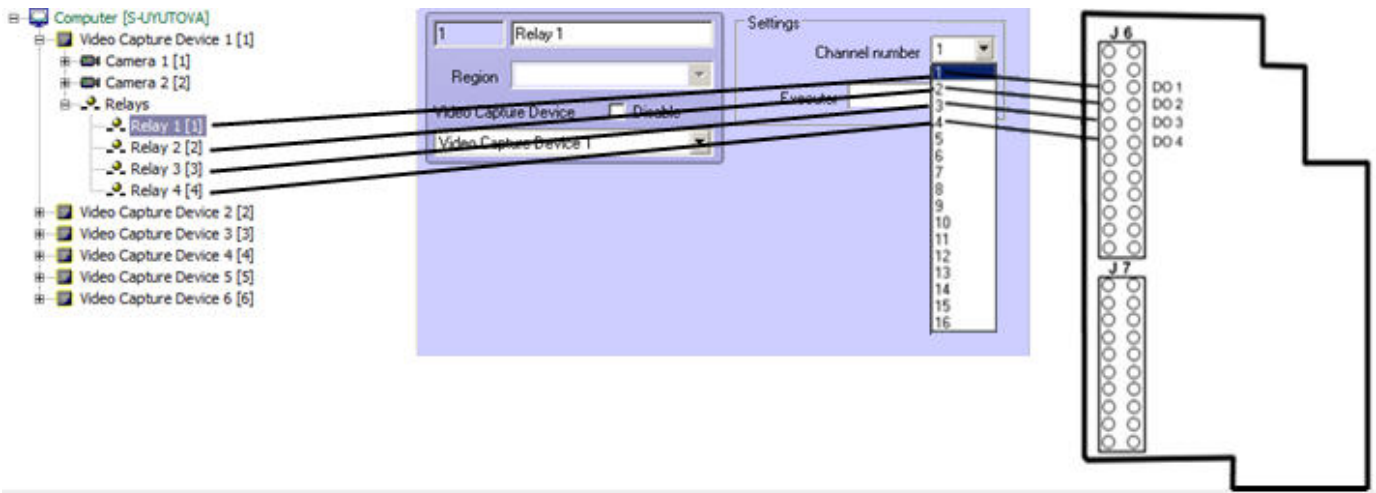 Computer [S-UYUTOVA]
Video Capture Device 1 [1]
Camera 1 [1]
Camera 2 [2]
Relays
Relay 1 [1]
Relay 2 [2]
Relay 3 [3]
Relay 4 [4]
Video Capture Device 2 [2]
Video Capture Device 3 [3]
Video Capture Device 4 [4]
Video Capture Device 5 [5]
Video Capture Device 6 [6]
1 Relay 1
Region
Video Capture Device Disable
Video Capture Device 1
Settings
Channel number 1
Executor
1
2
3
4
5
6
7
8
9
10
11
12
13
14
15
16
J 6
DO 1
DO 2
DO 3
DO 4
J 7